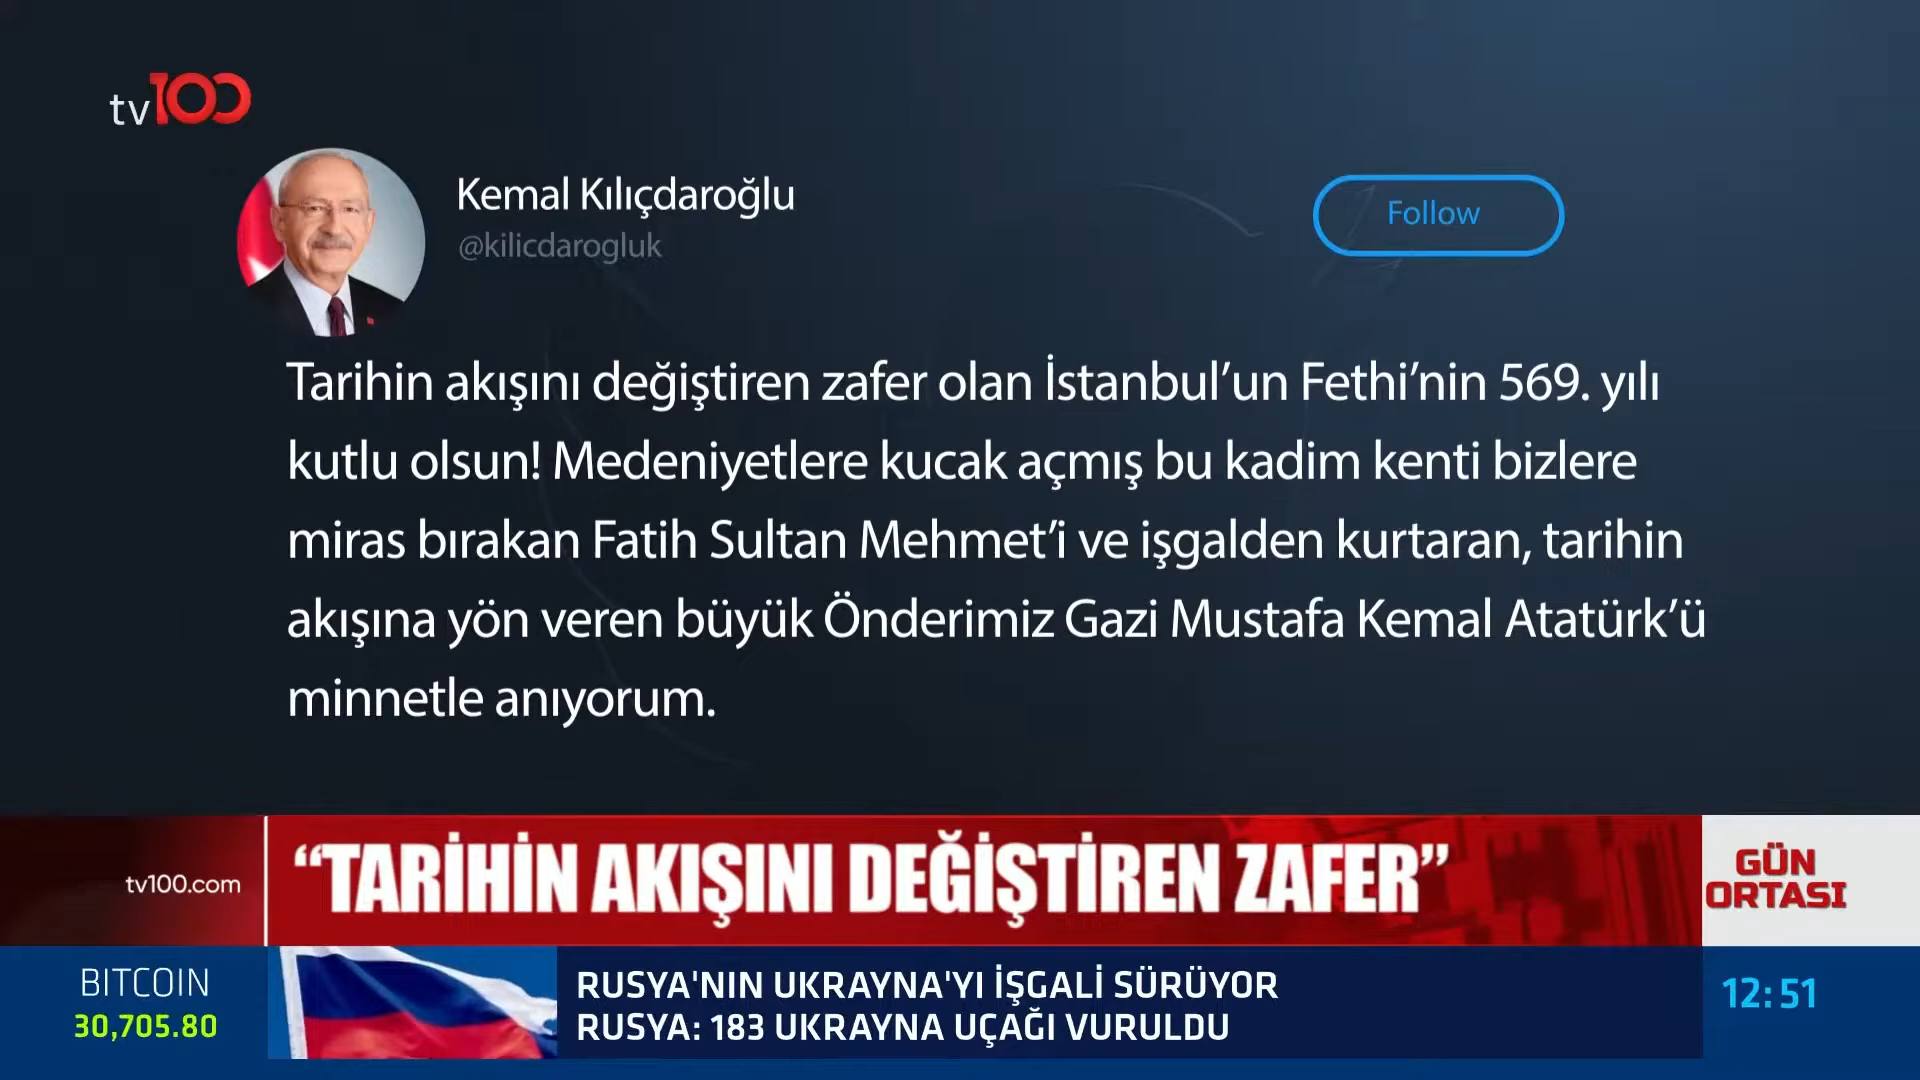 tv100
Kemal Kılıçdaroğlu
@kilicdarogluk
Follow
Tarihin akışını değiştiren zafer olan İstanbul’un Fethi’nin 569. yılı
kutlu olsun! Medeniyetlere kucak açmış bu kadim kenti bizlere
miras bırakan Fatih Sultan Mehmet’i ve işgalden kurtaran, tarihin
akışına yön veren büyük Önderimiz Gazi Mustafa Kemal Atatürk’ü
minnetle anıyorum.
tv100.com
“TARİHİN AKIŞINI DEĞİŞTİREN ZAFER”
GÜN
ORTASI
BITCOIN
30,705.80
RUSYA'NIN UKRAYNA'YI İŞGALİ SÜRÜYOR
RUSYA: 183 UKRAYNA UÇAĞI VURULDU
12:51